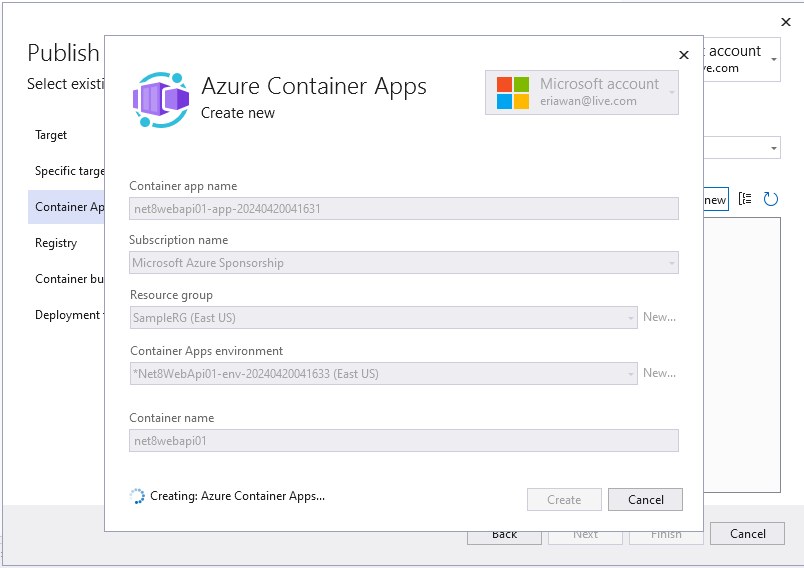 Publish
Select existi
Target
Specific targe
Container Ap
Registry
Container bu
Deployment
Azure Container Apps
Create new
Microsoft account
eriawan@live.com
account
ve.com
new
Container app name
net8webapi01-app-20240420041631
Subscription name
Microsoft Azure Sponsorship
Resource group
SampleRG (East US)
New...
Container Apps environment
*Net8WebApi01-env-20240420041633 (East US)
New...
Container name
net8webapi01
Creating: Azure Container Apps...
Create
Cancel
Back
Next
Finish
Cancel